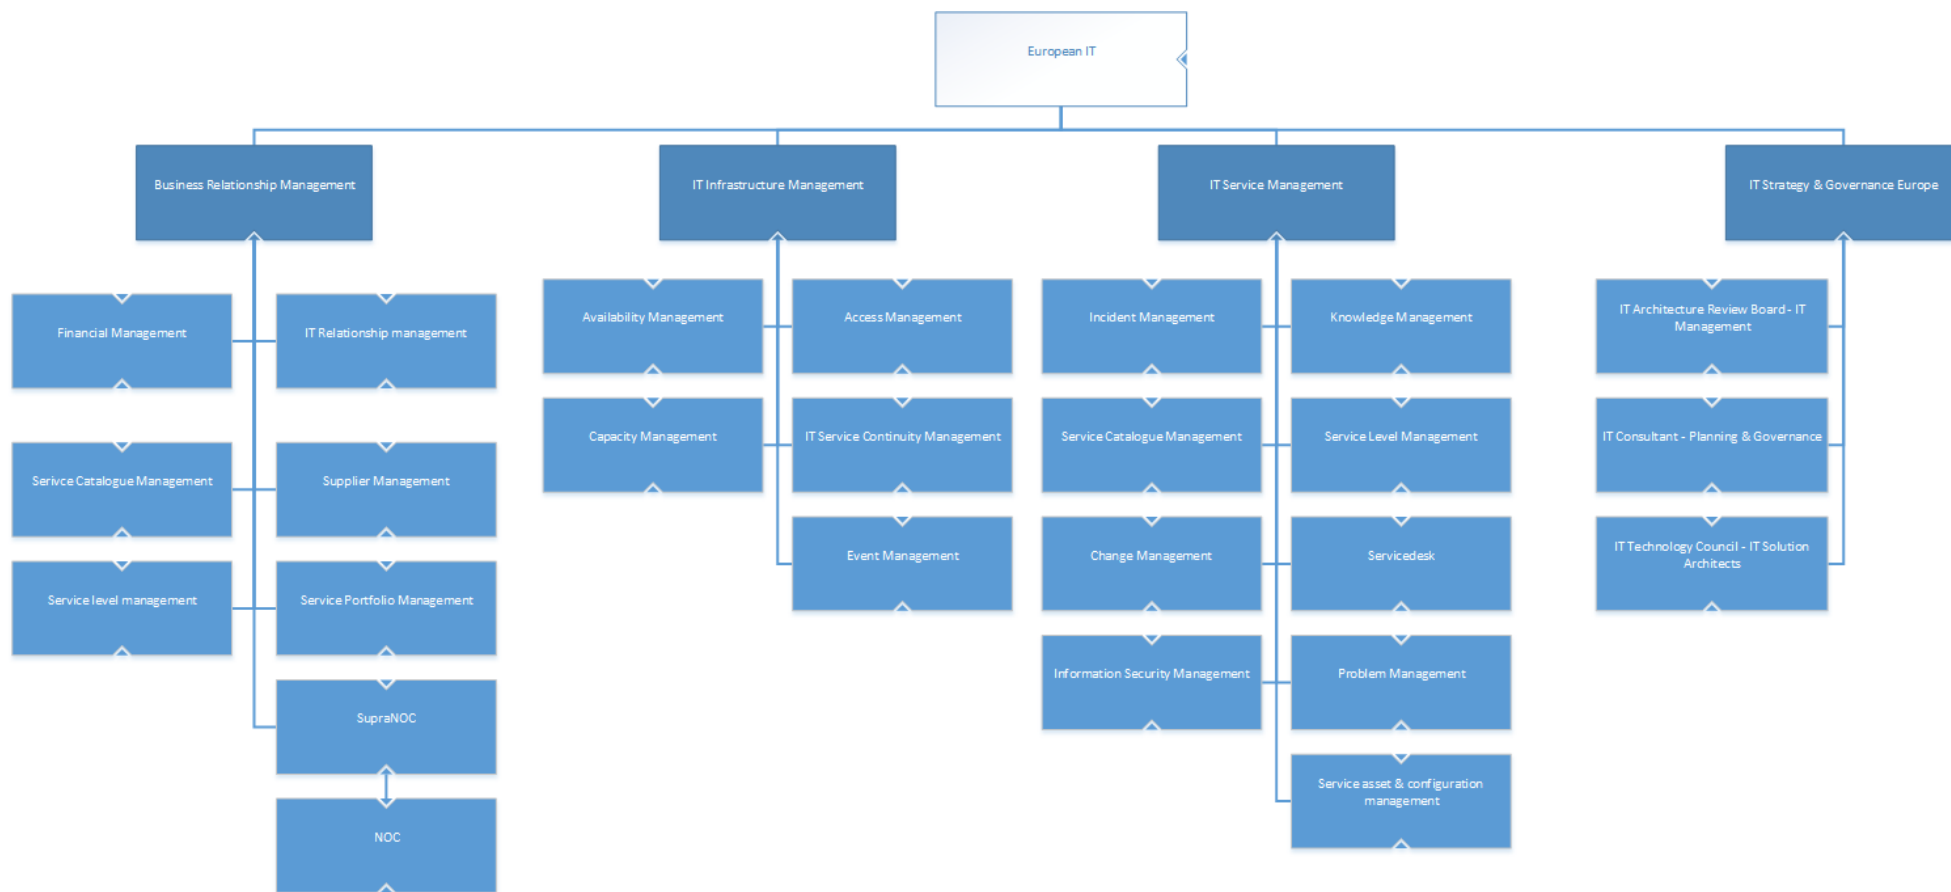 European IT
Business Relationship Management
IT Infrastructure Management
IT Service Management
IT Strategy & Governance Europe
Financial Management
IT Relationship management
Serivce Catalogue Management
Supplier Management
Service level management
Service Portfolio Management
SupraNOC
NOC
Availability Management
Access Management
Capacity Management
IT Service Continuity Management
Event Management
Incident Management
Knowledge Management
Service Catalogue Management
Service Level Management
Change Management
Servicedesk
Information Security Management
Problem Management
Service asset & configuration
management
IT Architecture Review Board - IT
Management
IT Consultant - Planning & Governance
IT Technology Council - IT Solution
Architects